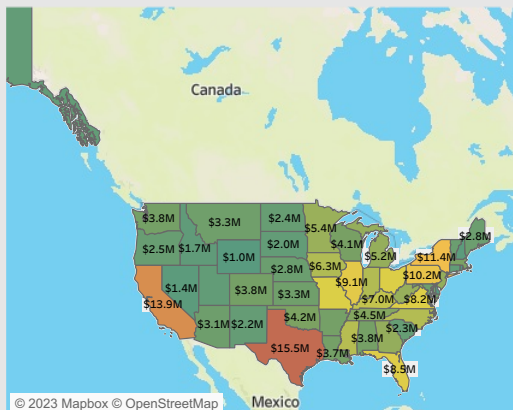 Canada
$3.8M
$3.3M
$2.4M
$5.4M
$2.8M
$2.5M
$1.7M
$1.0M
$2.0M
$4.1M
$5.2M
$11.4M
$1.4M
$2.8M
$6.3M
$9.1M
$10.2M
$13.9M
$3.8M
$3.3M
$7.0M
$8.2M
$3.1M
$2.2M
$4.2M
$4.5M
$2.3M
$15.5M
$3.7M
$3.8M
$8.5M
Mexico
© 2023 Mapbox © OpenStreetMap